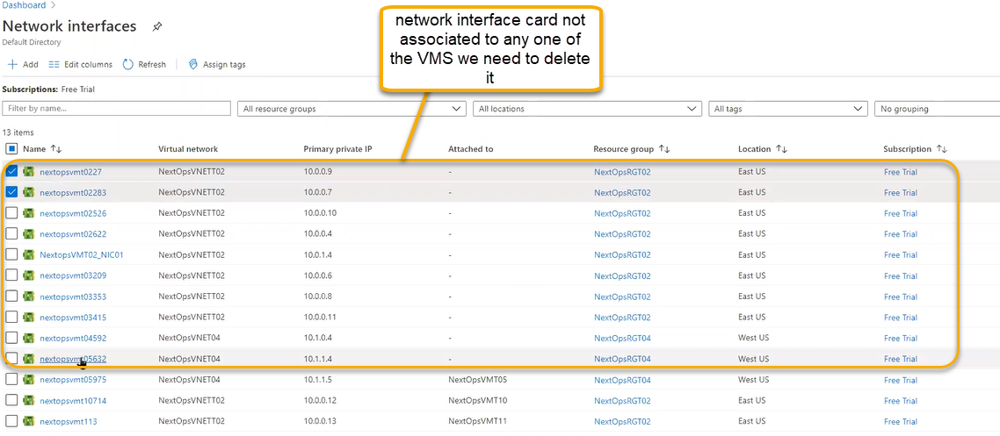 Dashboard >
Network interfaces
Default Directory
Add Edit columns Refresh Assign tags
network interface card not
associated to any one of
the VMS we need to delete
it
Subscriptions: Free Trial
Filter by name... All resource groups All locations All tags No grouping
13 items
Name ↑↓ Virtual network Primary private IP Attached to Resource group ↑↓ Location ↑↓ Subscription ↑↓
nextopsvmt0227 NextOpsVNETT02 10.0.0.9 - NextOpsRGT02 East US Free Trial
nextopsvmt02283 NextOpsVNETT02 10.0.0.7 - NextOpsRGT02 East US Free Trial
nextopsvmt02526 NextOpsVNETT02 10.0.0.10 - NextOpsRGT02 East US Free Trial
nextopsvmt02622 NextOpsVNETT02 10.0.0.4 - NextOpsRGT02 East US Free Trial
NextopsVMT02_NIC01 NextOpsVNETT02 10.0.1.4 - NextOpsRGT02 East US Free Trial
nextopsvmt03209 NextOpsVNETT02 10.0.0.6 - NextOpsRGT02 East US Free Trial
nextopsvmt03353 NextOpsVNETT02 10.0.0.8 - NextOpsRGT02 East US Free Trial
nextopsvmt03415 NextOpsVNETT02 10.0.0.11 - NextOpsRGT02 East US Free Trial
nextopsvmt04592 NextOpsVNET04 10.1.0.4 - NextOpsRGT04 West US Free Trial
nextopsvmt05632 NextOpsVNET04 10.1.1.4 - NextOpsRGT04 West US Free Trial
nextopsvmt05975 NextOpsVNET04 10.1.1.5 NextOpsVMT05 NextOpsRGT04 West US Free Trial
nextopsvmt10714 NextOpsVNETT02 10.0.0.12 NextOpsVMT10 NextOpsRGT02 East US Free Trial
nextopsvmt113 NextOpsVNETT02 10.0.0.13 NextOpsVMT11 NextOpsRGT02 East US Free Trial